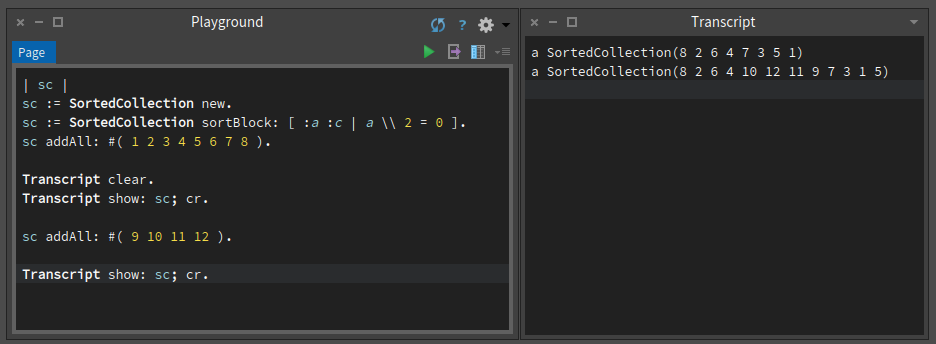 Playground
Page
| sc |
sc := SortedCollection new.
sc := SortedCollection sortBlock: [ :a :c | a \\ 2 = 0 ].
sc addAll: #( 1 2 3 4 5 6 7 8 ).
Transcript clear.
Transcript show: sc; cr.
sc addAll: #( 9 10 11 12 ).
Transcript show: sc; cr.
Transcript
a SortedCollection(8 2 6 4 7 3 5 1)
a SortedCollection(8 2 6 4 10 12 11 9 7 3 1 5)